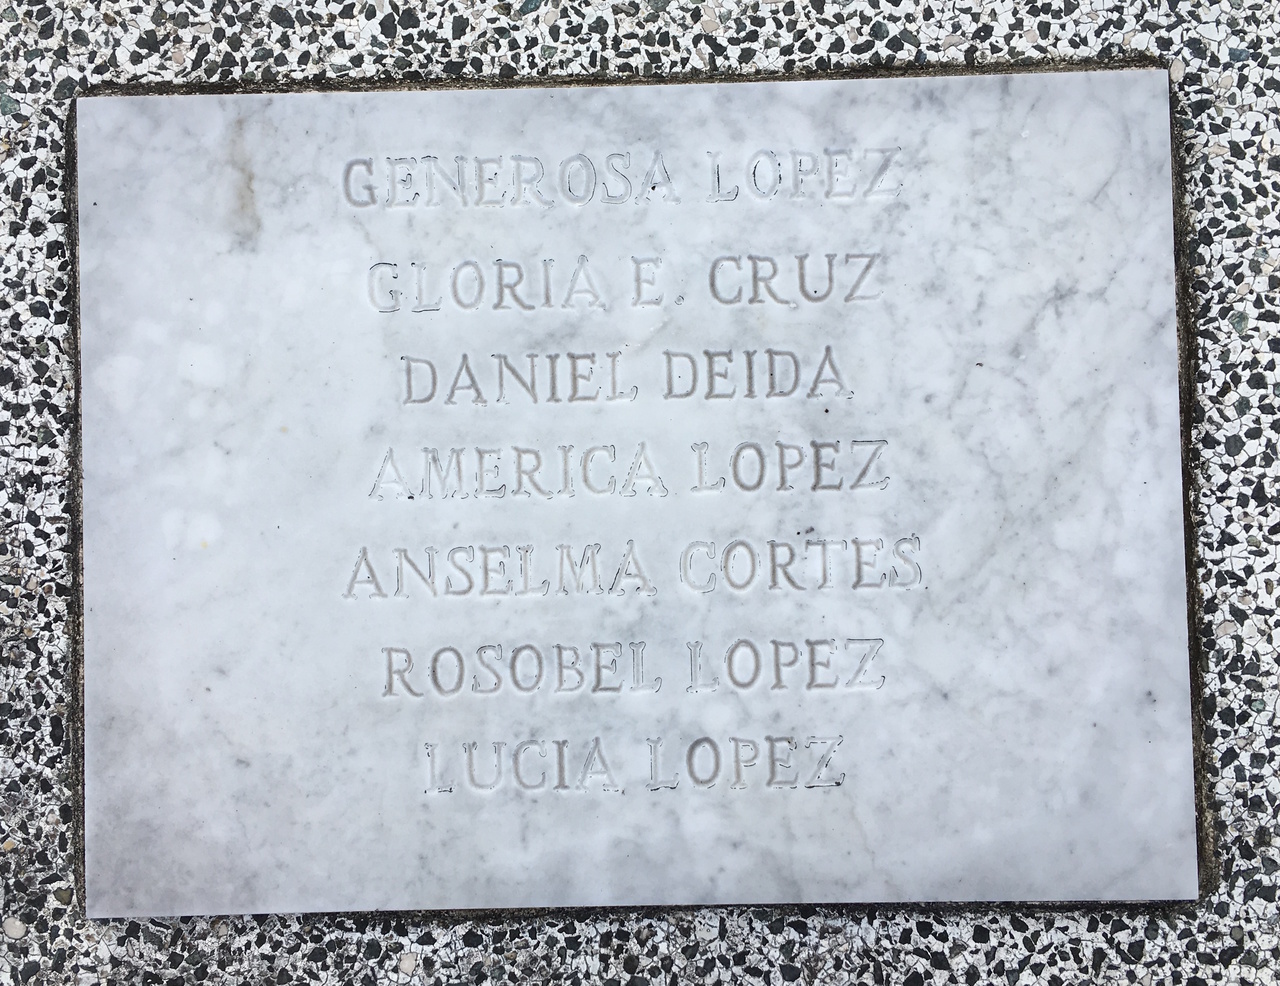 GENEROSA LOPEZ
GLORIA E. CRUZ
DANIEL DEIDA
AMERICA LOPEZ
ANSELMA CORTES
ROSOBEL LOPEZ
LUCIA LOPEZ